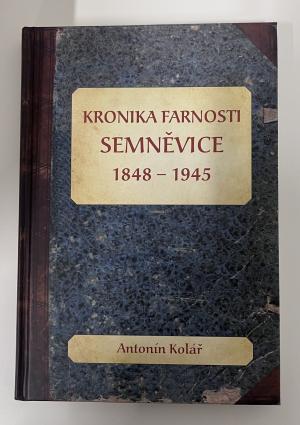 KRONIKA FARNOSTI
SEMNĚVICE
1848 – 1945
Antonín Kolář